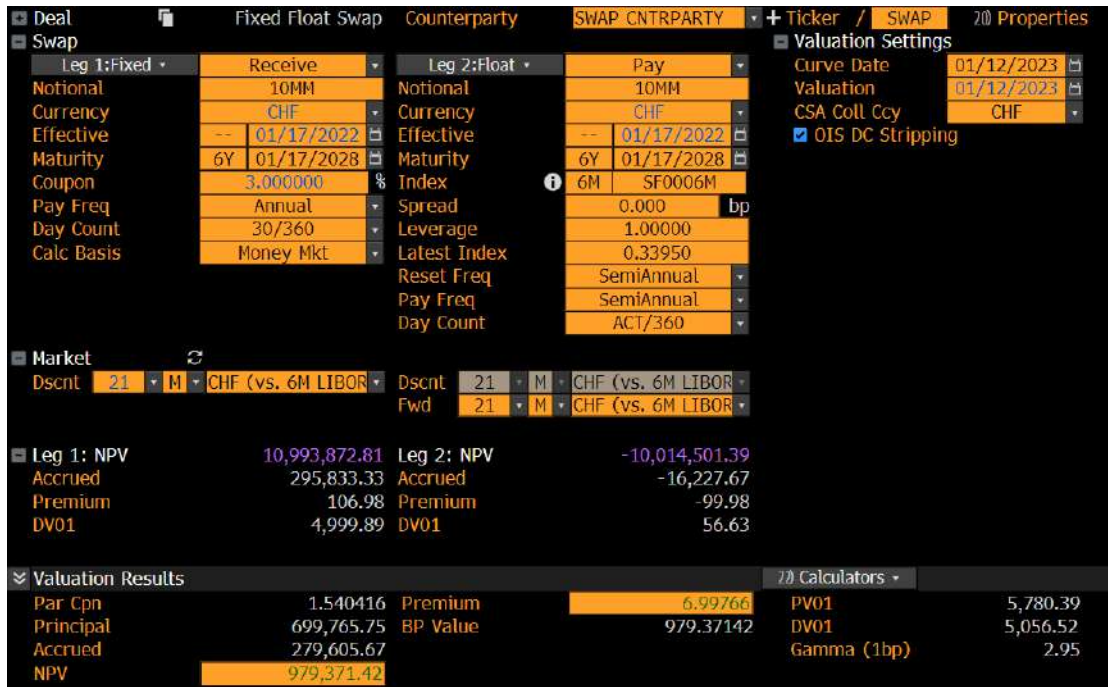 Deal Fixed Float Swap Counterparty SWAP CNTRPARTY + Ticker / SWAP 20) Properties
Swap Valuation Settings
Leg 1:Fixed Receive Leg 2:Float Pay Curve Date 01/12/2023
Notional 10MM Notional 10MM Valuation 01/12/2023
Currency CHF Currency CHF CSA Coll Ccy CHF
Effective -- 01/17/2022 Effective -- 01/17/2022 OIS DC Stripping
Maturity 6Y 01/17/2028 Maturity 6Y 01/17/2028
Coupon 3.000000 % Index 6M SF0006M
Pay Freq Annual Spread 0.000 bp
Day Count 30/360 Leverage 1.00000
Calc Basis Money Mkt Latest Index 0.33950
Reset Freq SemiAnnual
Pay Freq SemiAnnual
Day Count ACT/360
Market
Dscnt 21 M CHF (vs. 6M LIBOR Dscnt 21 M CHF (vs. 6M LIBOR
Fwd 21 M CHF (vs. 6M LIBOR
Leg 1: NPV 10,993,872.81 Leg 2: NPV -10,014,501.39
Accrued 295,833.33 Accrued -16,227.67
Premium 106.98 Premium -99.98
DV01 4,999.89 DV01 56.63
Valuation Results 22) Calculators
Par Cpn 1.540416 Premium 6.99766 PV01 5,780.39
Principal 699,765.75 BP Value 979.37142 DV01 5,056.52
Accrued 279,605.67 Gamma (1bp) 2.95
NPV 979,371.42